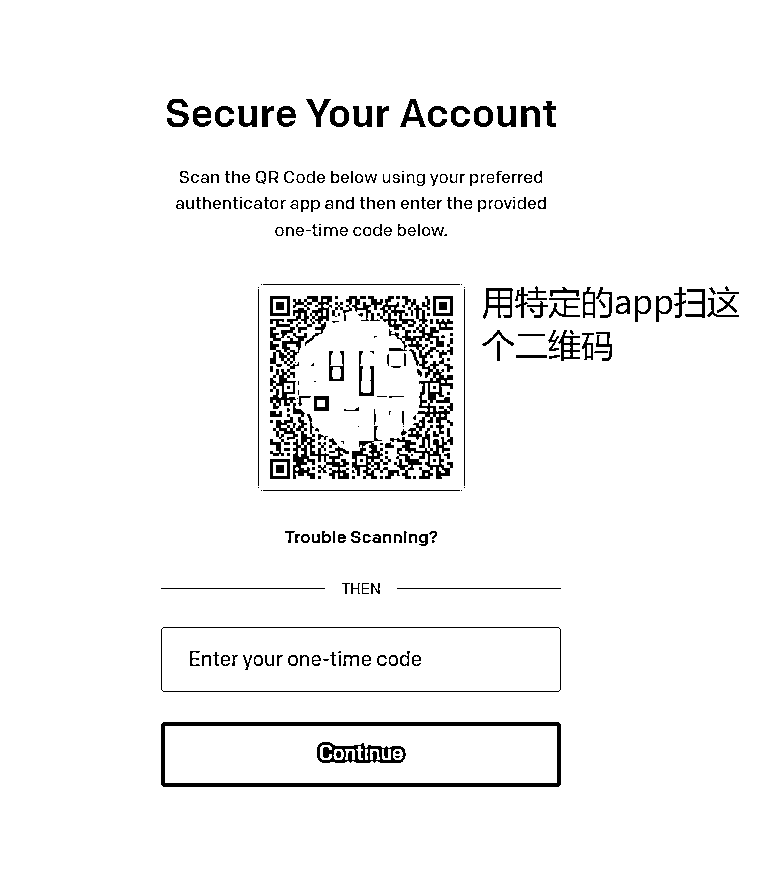 Secure Your Account
Scan the QR Code below using your preferred
authenticator app and then enter the provided
one-time code below.
用特定的app扫这
个二维码
Trouble Scanning?
THEN
Enter your one-time code
Continue